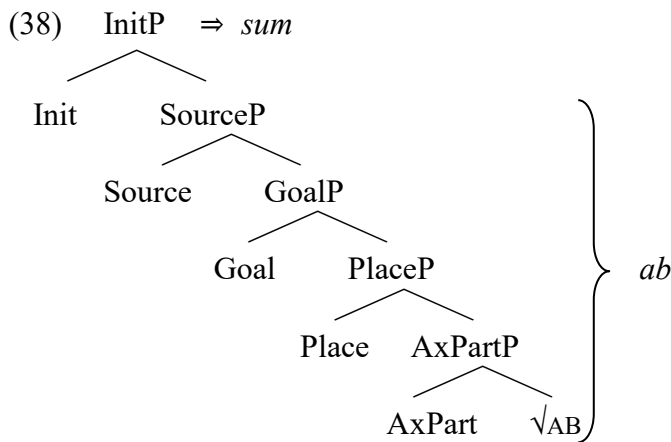 (38) InitP ⇒ sum
Init SourceP
Source GoalP
Goal PlaceP ab
Place AxPartP
AxPart √AB